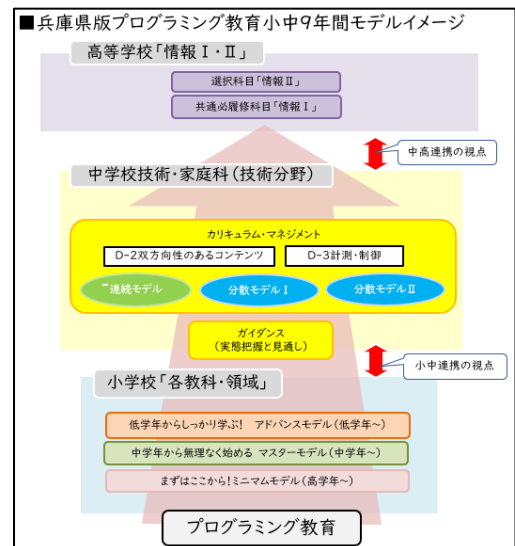 ■兵庫県版プログラミング教育小中9年間モデルイメージ
高等学校「情報Ⅰ・Ⅱ」
選択科目「情報Ⅱ」
共通必履修科目「情報Ⅰ」
中高連携の視点
中学校技術・家庭科(技術分野)
カリキュラム・マネジメント
D-2双方向性のあるコンテンツ
D-3計測・制御
連続モデル
分散モデルⅠ
分散モデルⅡ
ガイダンス
(実態把握と見通し)
小中連携の視点
小学校「各教科・領域」
低学年からしっかり学ぶ! アドバンスモデル(低学年~)
中学年から無理なく始める マスターモデル(中学年~)
まずはここから!ミニマムモデル(高学年~)
プログラミング教育